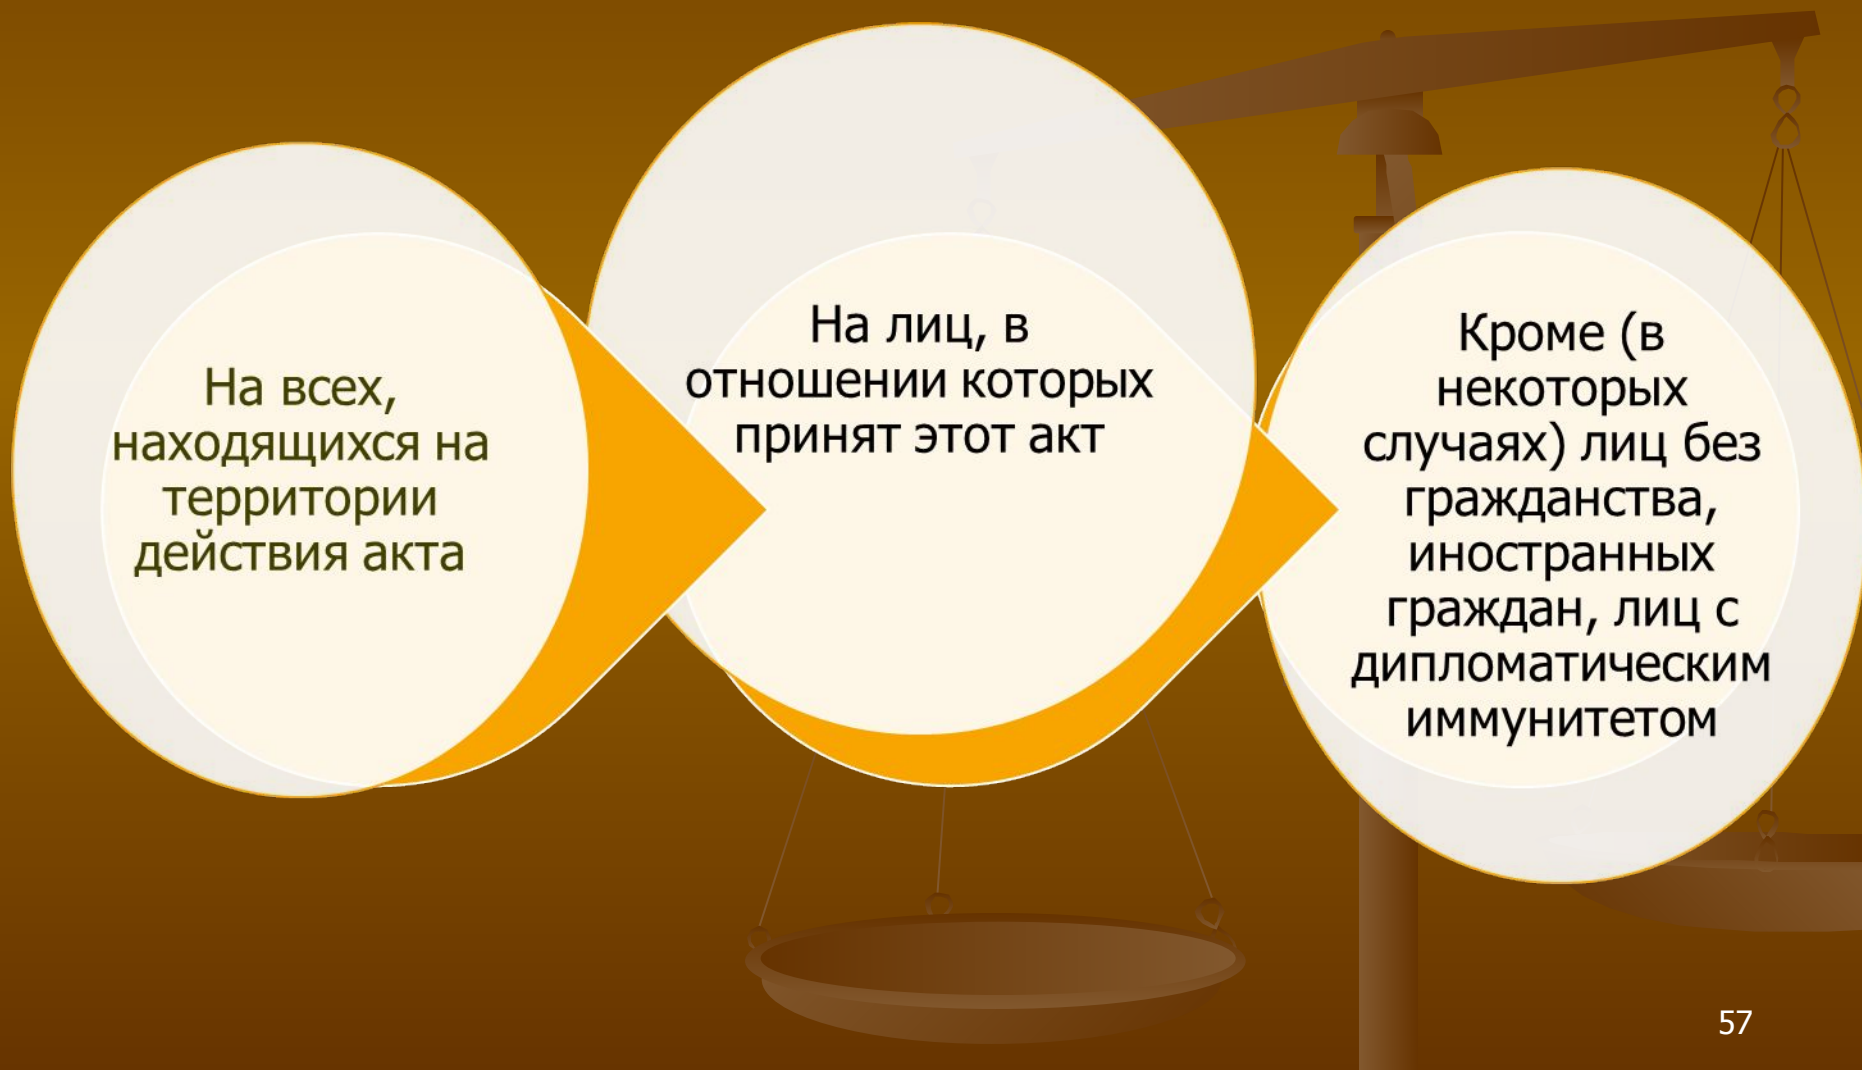 На всех,
находящихся на
территории
действия акта
На лиц, в
отношении которых
принят этот акт
Кроме (в
некоторых
случаях) лиц без
гражданства,
иностранных
граждан, лиц с
дипломатическим
иммунитетом
57